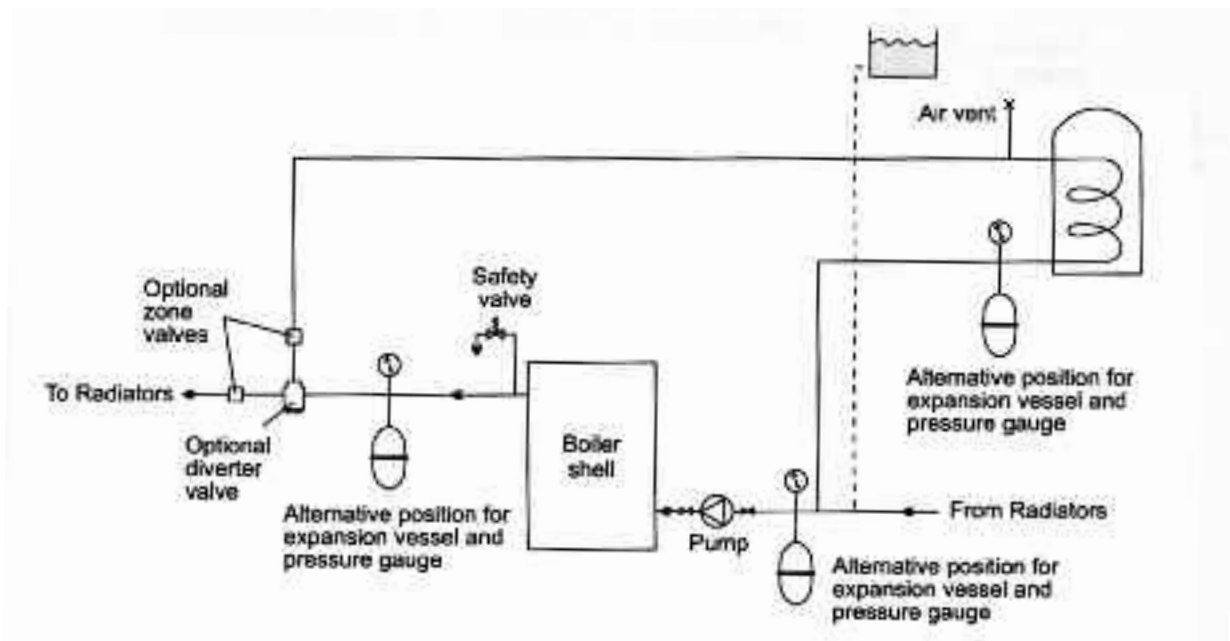 Air vent
Safety
valve
Optional
zone
valves
To Radiators
Optional
diverter
valve
Alternative position for
expansion vessel and
pressure gauge
Boiler
shell
Pump
Alternative position for
expansion vessel and
pressure gauge
From Radiators
Alternative position for
expansion vessel and
pressure gauge